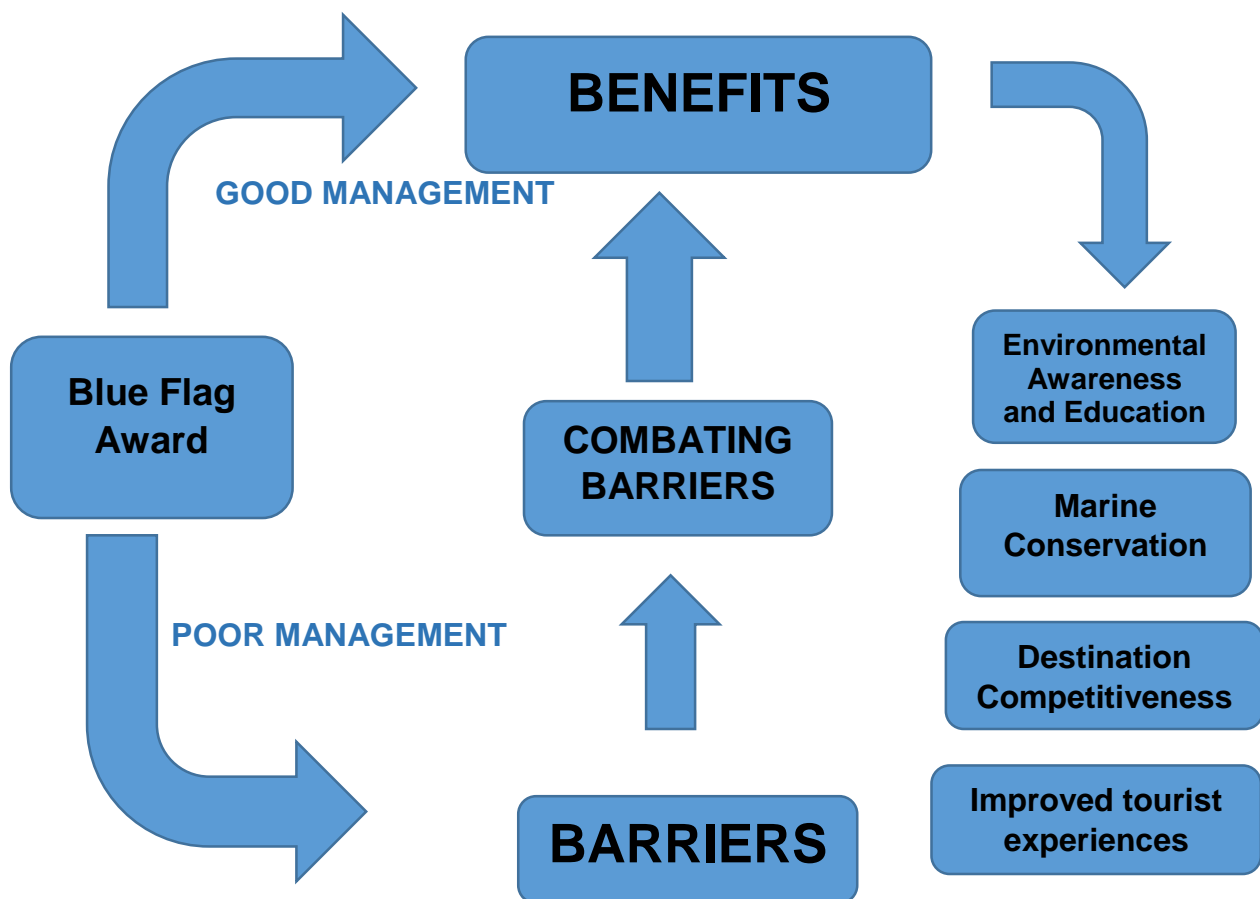 BENEFITS
GOOD MANAGEMENT
Blue Flag
Award
COMBATING
BARRIERS
POOR MANAGEMENT
BARRIERS
Environmental
Awareness
and Education
Marine
Conservation
Destination
Competitiveness
Improved tourist
experiences